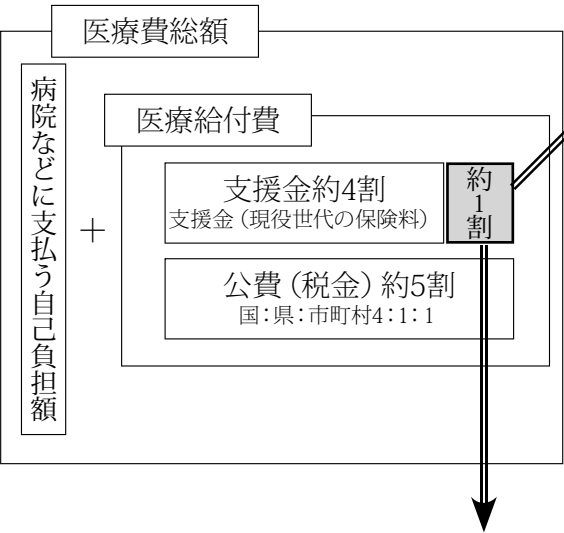 医療費総額
病院などに支払う自己負担額
＋
医療給付費
支援金約4割
支援金（現役世代の保険料）
約1割
公費（税金）約5割
国：県：市町村4：1：1